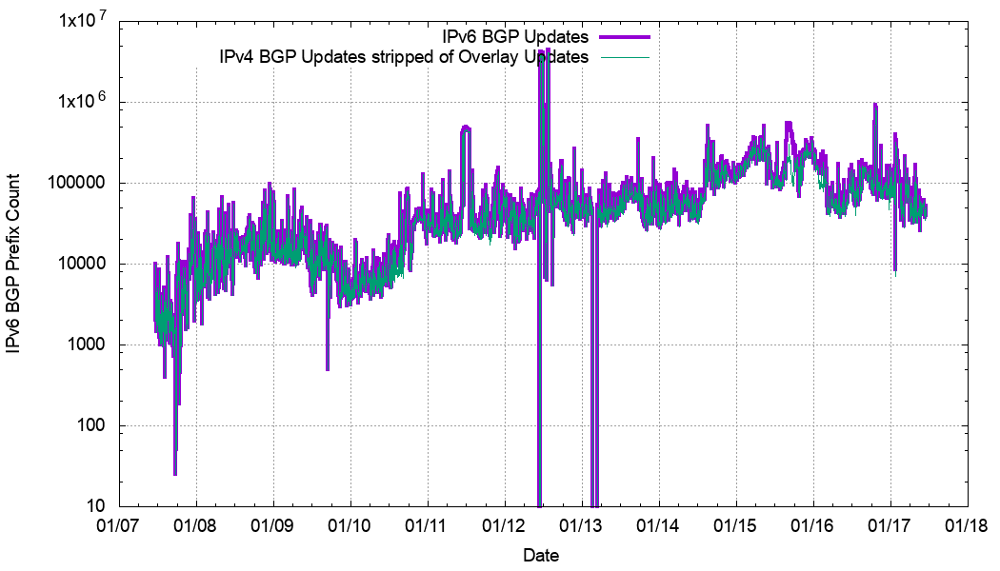 1x10 7
IPv6 BGP Updates
IPv4 BGP Updates stripped of Overlay Updates
1x10 6
100000
10000
1000
100
10
IPv6 BGP Prefix Count
01/07 01/08 01/09 01/10 01/11 01/12 01/13 01/14 01/15 01/16 01/17 01/18
Date